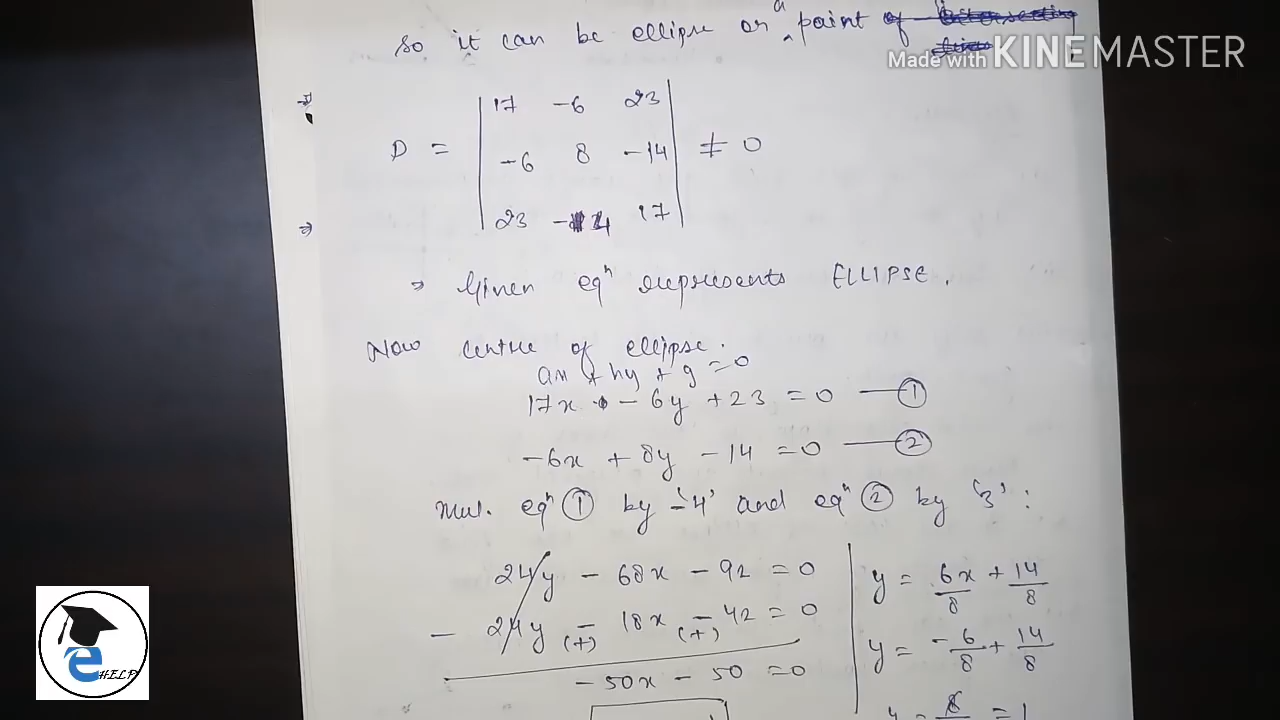 so it can be ellipse or a point of
Made with KINEMASTER
D = | 17 -6 23 |
| -6 8 -14 | ≠ 0
| 23 -14 17 |
⇒ Given eqⁿ represents ELLIPSE.
Now centre of ellipse.
ax + hy + g = 0
17x - 6y + 23 = 0 —①
-6x + 8y - 14 = 0 —②
Mul. eqⁿ ① by -'4' and eqⁿ ② by '3' :
24y - 68x - 92 = 0
- 24y - 18x - 42 = 0
(+) (+)
- 50x - 50 = 0
y = 6x/8 + 14/8
y = -6/8 + 14/8
= 1
e HELP